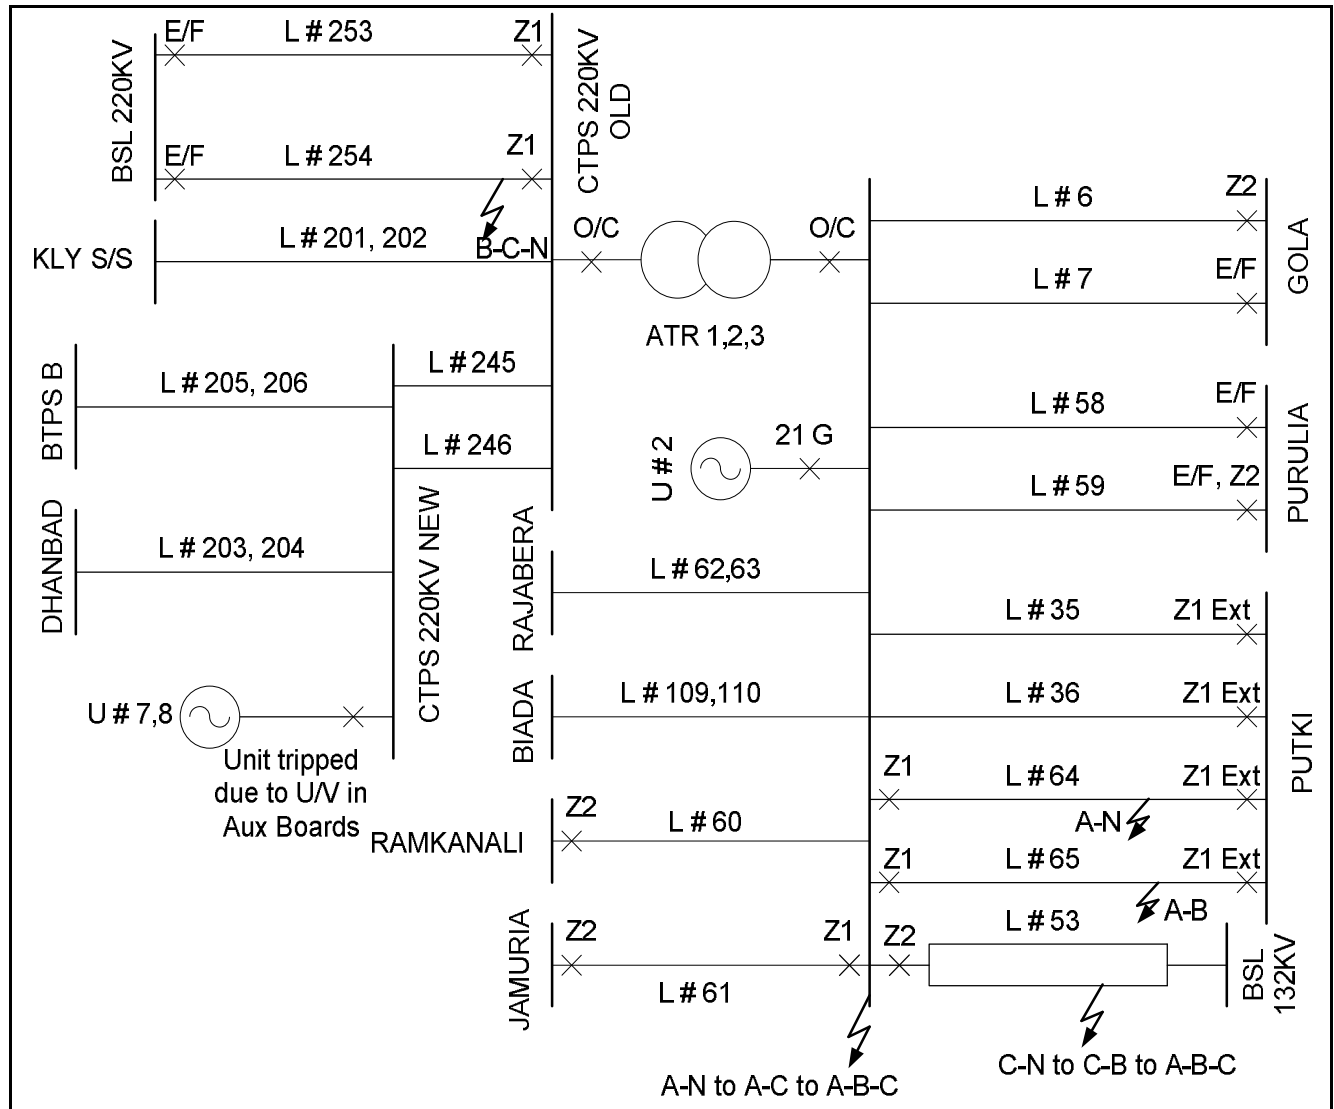 E/F
L # 253
Z1
BSL 220KV
CTPS 220KV
OLD
E/F
L # 254
Z1
B-C-N
KLY S/S
L # 201, 202
O/C
O/C
ATR 1,2,3
L # 6
Z2
L # 7
E/F
GOLA
BTPS B
L # 205, 206
L # 245
L # 246
U # 2
21 G
L # 58
E/F
L # 59
E/F, Z2
PURULIA
DHANBAD
L # 203, 204
CTPS 220KV NEW
RAJABERA
L # 62,63
L # 35
Z1 Ext
U # 7,8
Unit tripped
due to U/V in
Aux Boards
BIADA
L # 109,110
L # 36
Z1 Ext
PUTKI
Z1
L # 64
Z1 Ext
A-N
RAMKANALI
Z2
L # 60
Z1
L # 65
Z1 Ext
A-B
JAMURIA
Z2
L # 61
Z1
Z2
L # 53
BSL
132KV
A-N to A-C to A-B-C
C-N to C-B to A-B-C